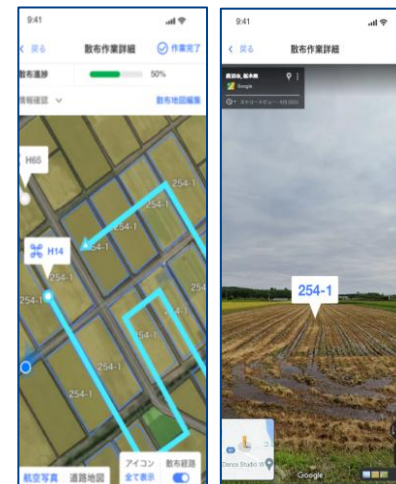 9:41
戻る
散布作業詳細
作業完了
散布進捗
50%
情報確認
散布地図編集
H65
254-1
254-1
H14
254-1
254-1
254-1
254-1
254-1
航空写真
道路地図
アイコン
全て表示
散布経路
9:41
戻る
散布作業詳細
Google
254-1
Dance Studio W
Google